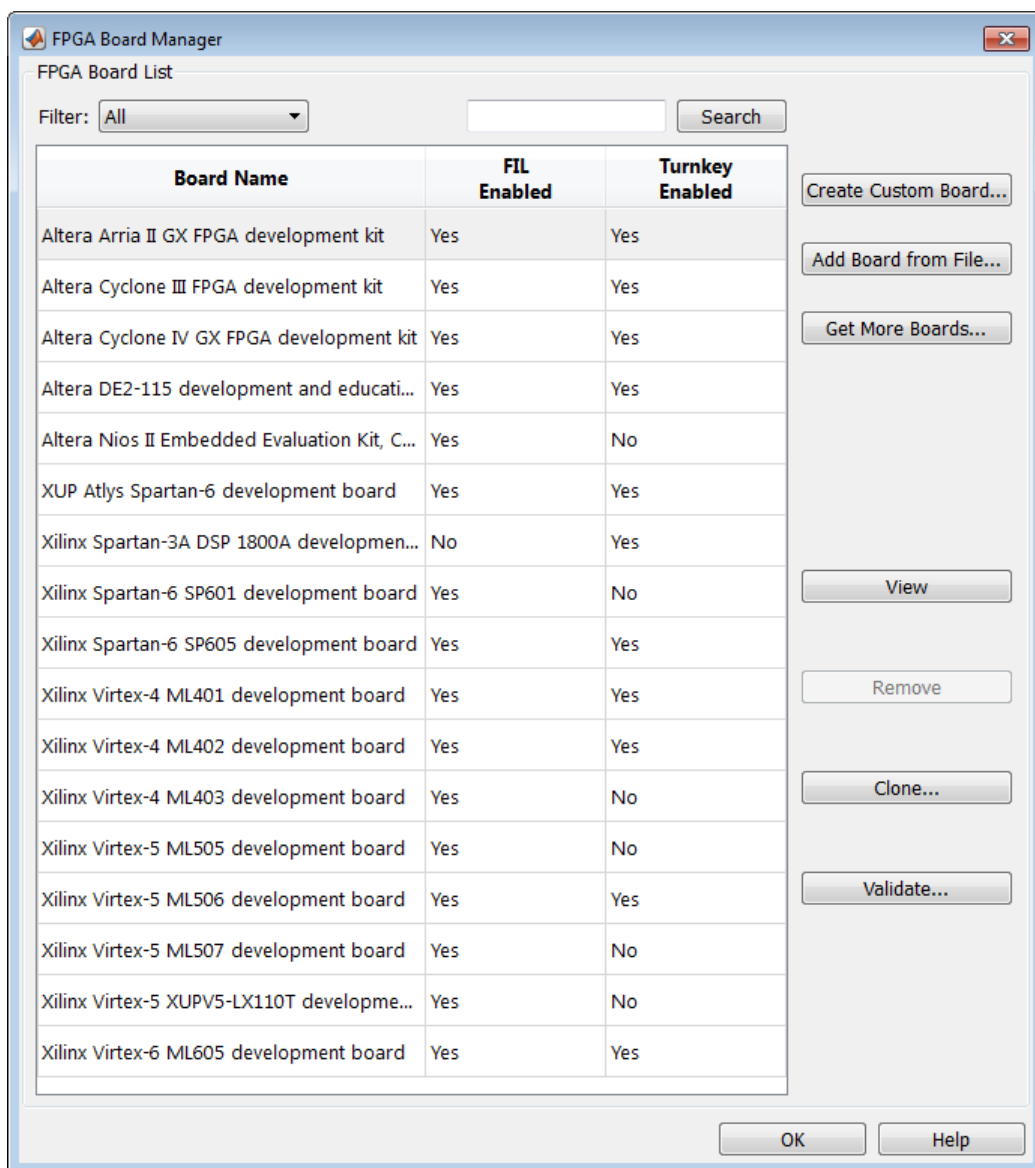 FPGA Board Manager
FPGA Board List
Filter: All Search
Board Name FIL Enabled Turnkey Enabled
Altera Arria II GX FPGA development kit Yes Yes
Altera Cyclone III FPGA development kit Yes Yes
Altera Cyclone IV GX FPGA development kit Yes Yes
Altera DE2-115 development and educati... Yes Yes
Altera Nios II Embedded Evaluation Kit, C... Yes No
XUP Atlys Spartan-6 development board Yes Yes
Xilinx Spartan-3A DSP 1800A developmen... No Yes
Xilinx Spartan-6 SP601 development board Yes No
Xilinx Spartan-6 SP605 development board Yes Yes
Xilinx Virtex-4 ML401 development board Yes Yes
Xilinx Virtex-4 ML402 development board Yes Yes
Xilinx Virtex-4 ML403 development board Yes No
Xilinx Virtex-5 ML505 development board Yes No
Xilinx Virtex-5 ML506 development board Yes Yes
Xilinx Virtex-5 ML507 development board Yes No
Xilinx Virtex-5 XUPV5-LX110T developme... Yes No
Xilinx Virtex-6 ML605 development board Yes Yes
Create Custom Board...
Add Board from File...
Get More Boards...
View
Remove
Clone...
Validate...
OK Help